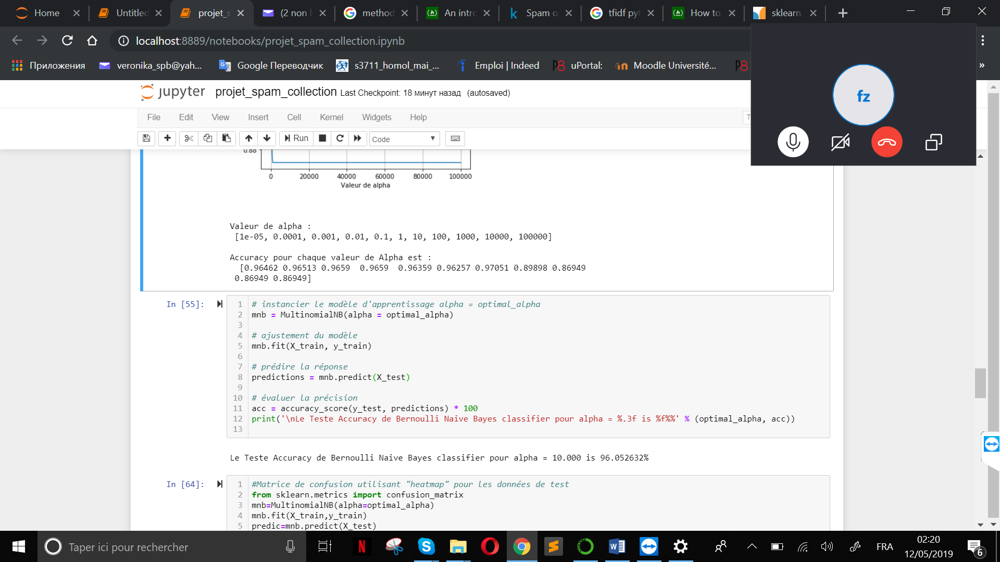 Home
Untitled
projet_s
(2 non l
method
An intro
Spam o
tfidf pyt
How to
sklearn.
localhost:8889/notebooks/projet_spam_collection.ipynb
Приложения
veronika_spb@yah...
Google Переводчик
s3711_homol_mai_...
Emploi | Indeed
uPortal:
Moodle Université...
»
jupyter projet_spam_collection Last Checkpoint: 18 минут назад (autosaved)
fz
File Edit View Insert Cell Kernel Widgets Help
Run
Code
0.88
0 20000 40000 60000 80000 100000
Valeur de alpha
Valeur de alpha :
[1e-05, 0.0001, 0.001, 0.01, 0.1, 1, 10, 100, 1000, 10000, 100000]
Accuracy pour chaque valeur de Alpha est :
[0.96462 0.96513 0.9659  0.9659  0.96359 0.96257 0.97051 0.89898 0.86949
0.86949 0.86949]
In [55]:
1 # instancier le modèle d'apprentissage alpha = optimal_alpha
2 mnb = MultinomialNB(alpha = optimal_alpha)
3
4 # ajustement du modèle
5 mnb.fit(X_train, y_train)
6
7 # prédire la réponse
8 predictions = mnb.predict(X_test)
9
10 # évaluer la précision
11 acc = accuracy_score(y_test, predictions) * 100
12 print('\nLe Teste Accuracy de Bernoulli Naive Bayes classifier pour alpha = %.3f is %f%%' % (optimal_alpha, acc))
13
Le Teste Accuracy de Bernoulli Naive Bayes classifier pour alpha = 10.000 is 96.052632%
In [64]:
1 #Matrice de confusion utilisant "heatmap" pour les données de test
2 from sklearn.metrics import confusion_matrix
3 mnb=MultinomialNB(alpha=optimal_alpha)
4 mnb.fit(X_train,y_train)
5 predic=mnb.predict(X_test)
Taper ici pour rechercher
FRA
02:20
12/05/2019
6